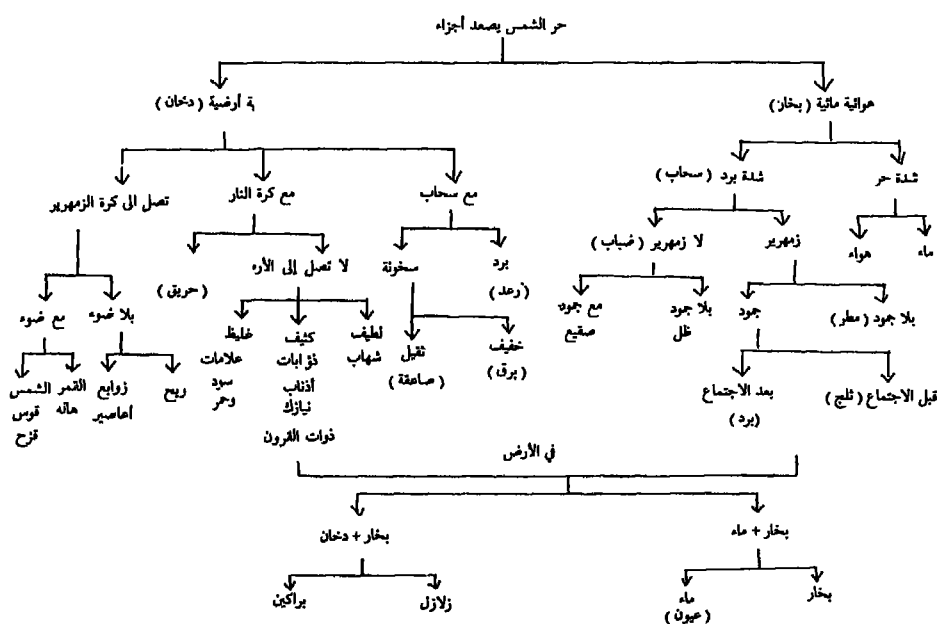 حر الشمس يصعد أجزاء
هوائية مائية (بخار)
ية أرضية (دخان)
شدة حر
شدة برد (سحاب)
مع سحاب
مع كرة النار
تصل الى كرة الزمهرير
ماء
هواء
زمهرير
لا زمهرير (ضباب)
برد
(رعد)
سخونة
لا تصل إلى الأره
(حريق)
بلا ضوء
مع ضوء
بلا جمود (مطر)
جمود
بلا جمود
ظل
مع جمود
صقيع
خفيف
(برق)
ثقيل
(صاعقة)
لطيف
شهاب
كثيف
ذؤابات
أذناب
نيازك
ذوات القرون
غليظ
علامات
سود
وحمر
ريح
زوابع
أعاصير
القمر
هاله
الشمس
قوس
قزح
قبل الاجتماع (ثلج)
بعد الاجتماع
(برد)
في الأرض
بخار + ماء
بخار + دخان
بخار
ماء
(عيون)
زلازل
براكين